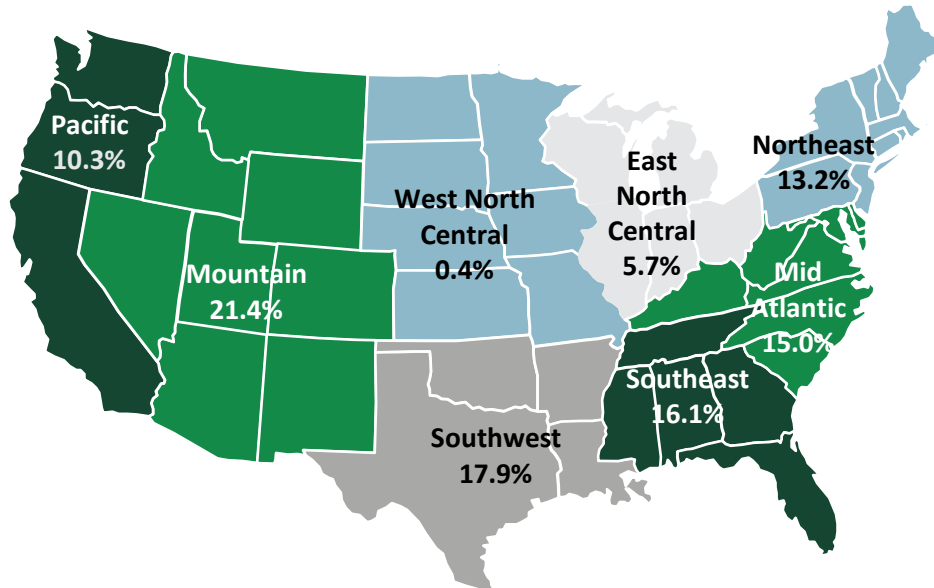 Pacific
10.3%
Mountain
21.4%
West North
Central
0.4%
East
North
Central
5.7%
Northeast
13.2%
Mid
Atlantic
15.0%
Southeast
16.1%
Southwest
17.9%